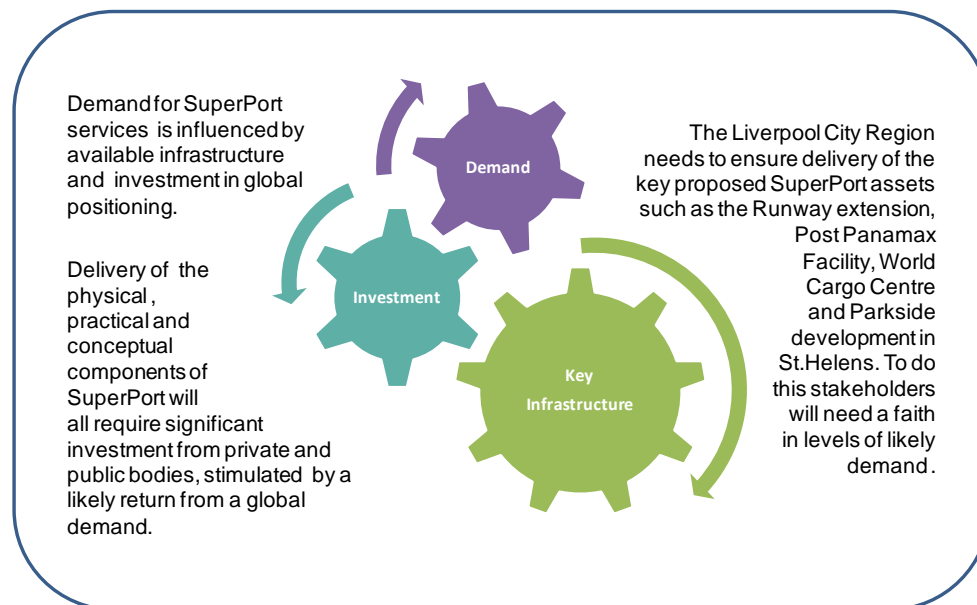 Demand for SuperPort
services is influenced by
available infrastructure
and investment in global
positioning.
Delivery of the
physical ,
practical and
conceptual
components of
SuperPort will
all require significant
investment from private and
public bodies, stimulated by a
likely return from a global
demand.
Demand
Investment
Key
Infrastructure
The Liverpool City Region
needs to ensure delivery of the
key proposed SuperPort assets
such as the Runway extension,
Post Panamax
Facility, World
Cargo Centre
and Parkside
development in
St.Helens. To do
this stakeholders
will need a faith
in levels of likely
demand .